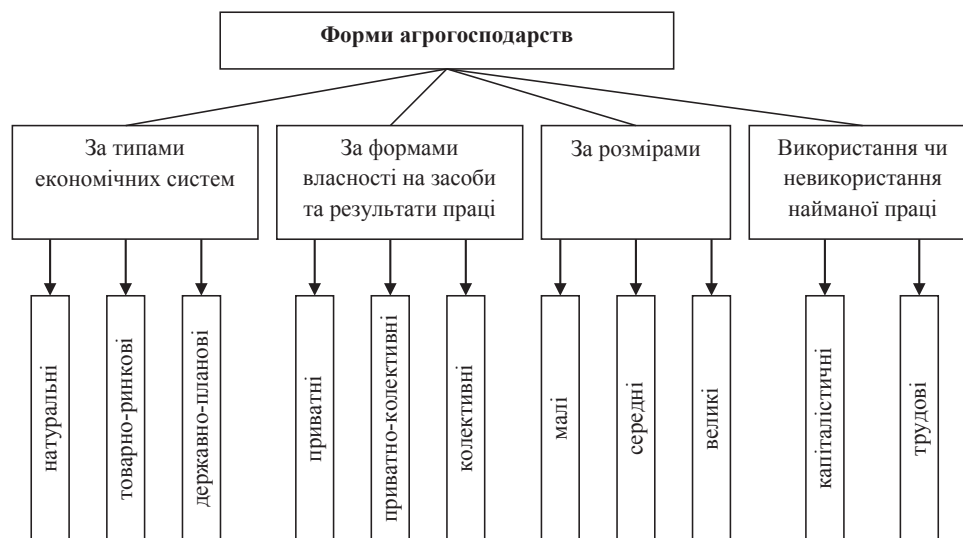 Форми агрогосподарств
За типами
економічних систем
За формами
власності на засоби
та результати праці
За розмірами
Використання чи
невикористання
найманої праці
натуральні
товарно-ринкові
державно-планові
приватні
приватно-колективні
колективні
малі
середні
великі
капіталістичні
трудові